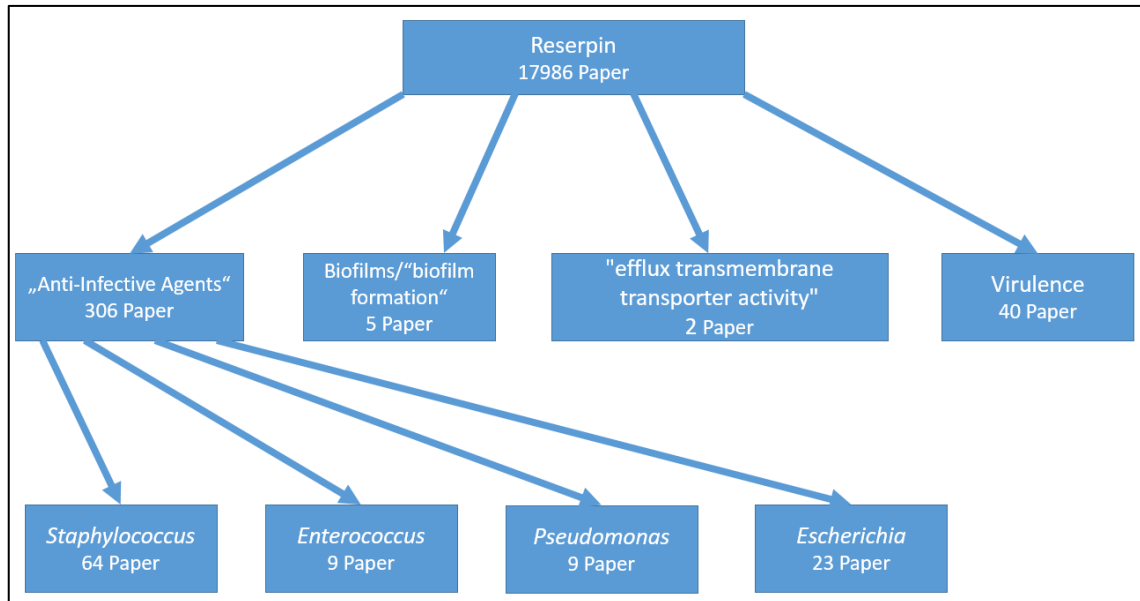 Reserpin
17986 Paper
„Anti-Infective Agents“
306 Paper
Biofilms/“biofilm
formation“
5 Paper
"efflux transmembrane
transporter activity"
2 Paper
Virulence
40 Paper
Staphylococcus
64 Paper
Enterococcus
9 Paper
Pseudomonas
9 Paper
Escherichia
23 Paper